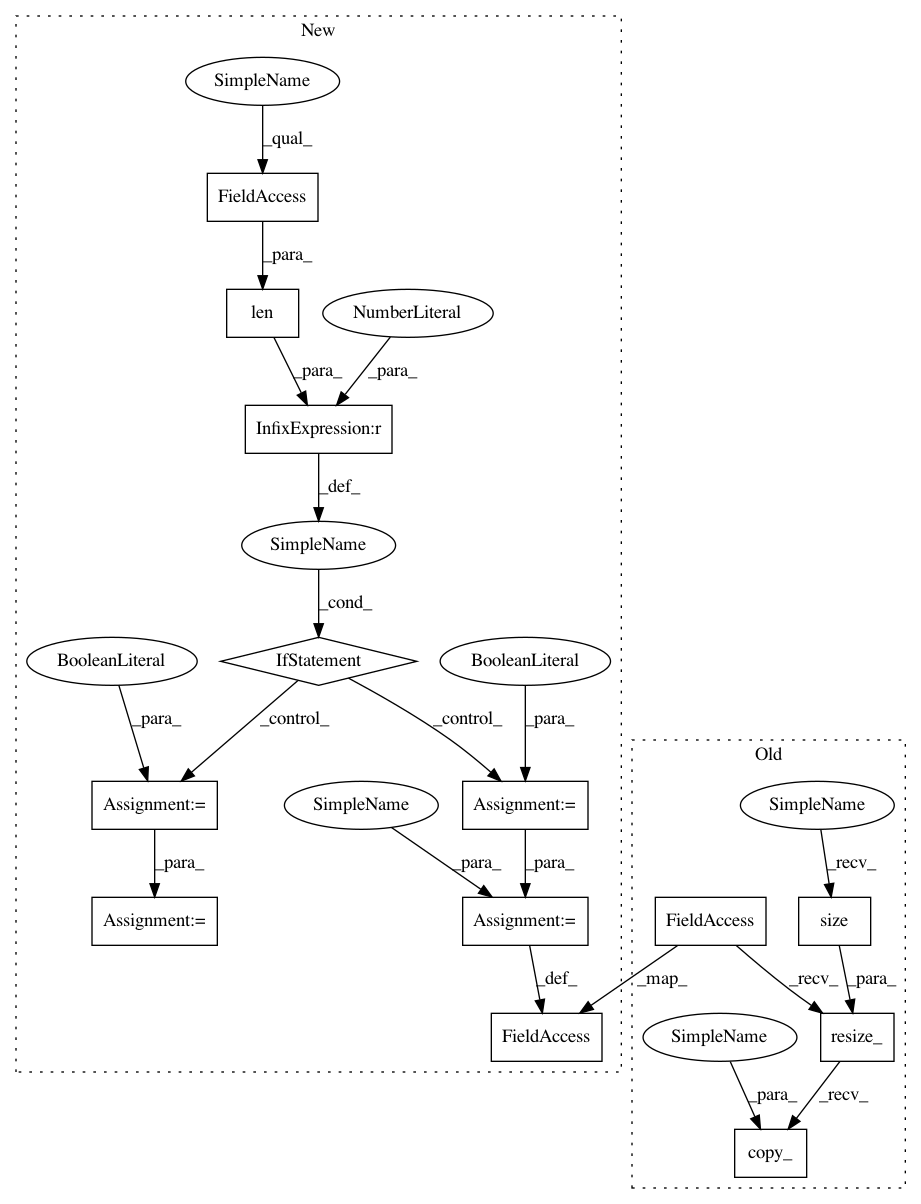 New
SimpleName
_qual_
FieldAccess
_para_
len
NumberLiteral
_para_
_para_
InfixExpression:r
_def_
SimpleName
_cond_
BooleanLiteral
IfStatement
BooleanLiteral
_para_
_control_
_control_
_para_
Old
Assignment:=
SimpleName
Assignment:=
SimpleName
_para_
_para_
_para_
_recv_
Assignment:=
Assignment:=
FieldAccess
size
_def_
_map_
_recv_
_para_
FieldAccess
SimpleName
resize_
_para_
_recv_
copy_